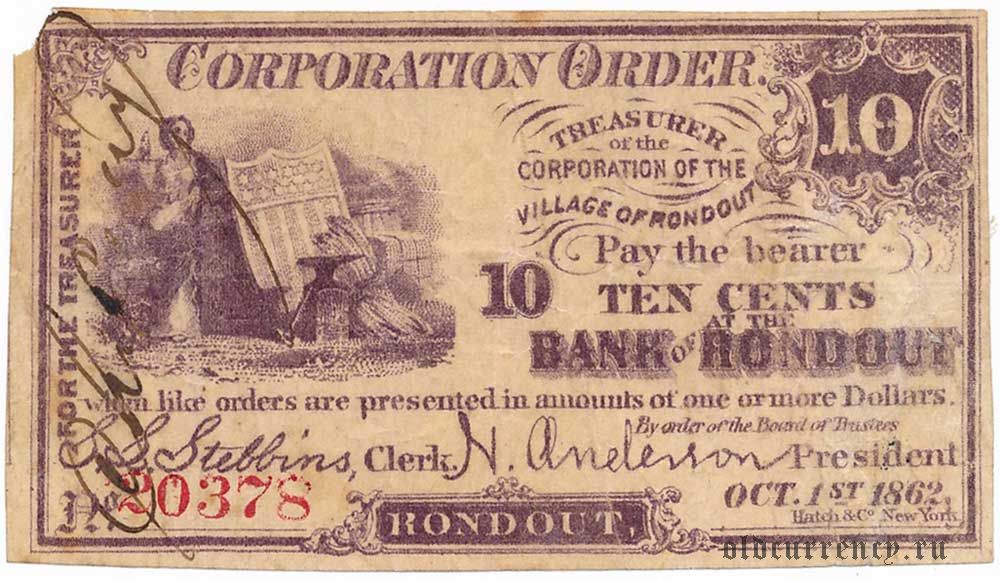 CORPORATION ORDER.
10
TREASURER
of the
CORPORATION OF THE
VILLAGE OF RONDOUT
Pay the bearer
10 TEN CENTS
AT THE
BANK OF RONDOUT
when like orders are presented in amounts of one or more Dollars.
By order of the Board of Trustees
S. Stebbins, Clerk. N. Anderson President
20378
OCT. 1ST 1862.
Hatch & Co New York
RONDOUT,
FOR THE TREASURER
oldcurrency.ru